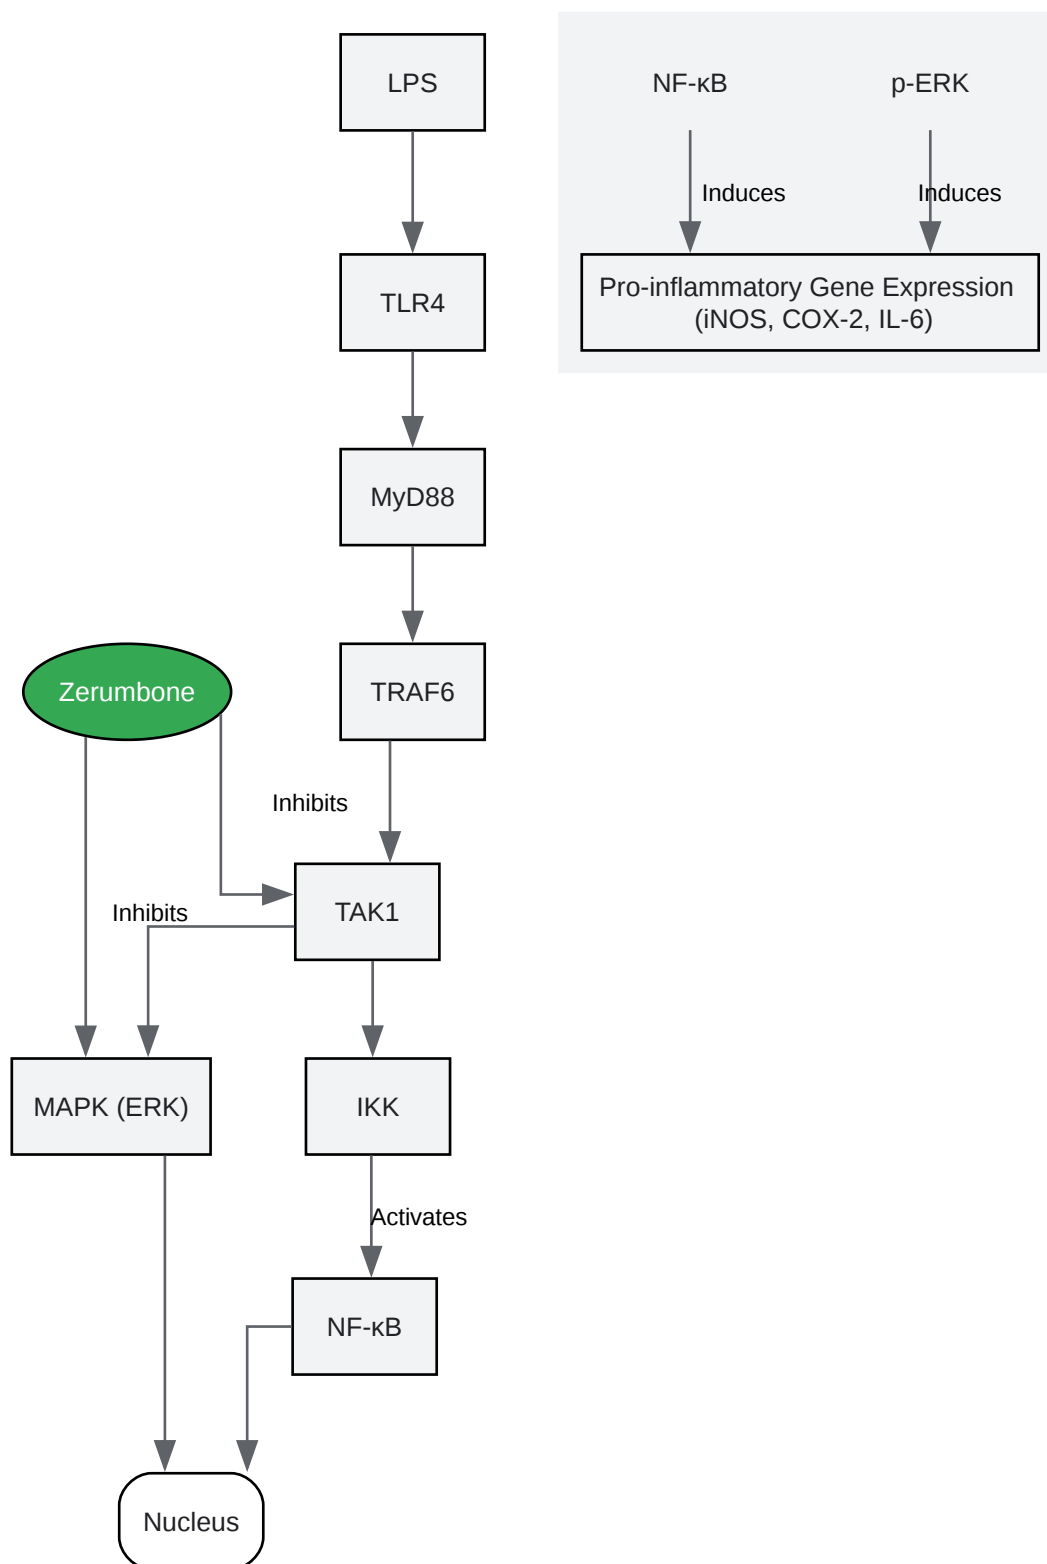 LPS
NF-κB
p-ERK
Induces
Induces
TLR4
Pro-inflammatory Gene Expression
(iNOS, COX-2, IL-6)
MyD88
Zerumbone
TRAF6
Inhibits
TAK1
Inhibits
MAPK (ERK)
IKK
Activates
NF-κB
Nucleus